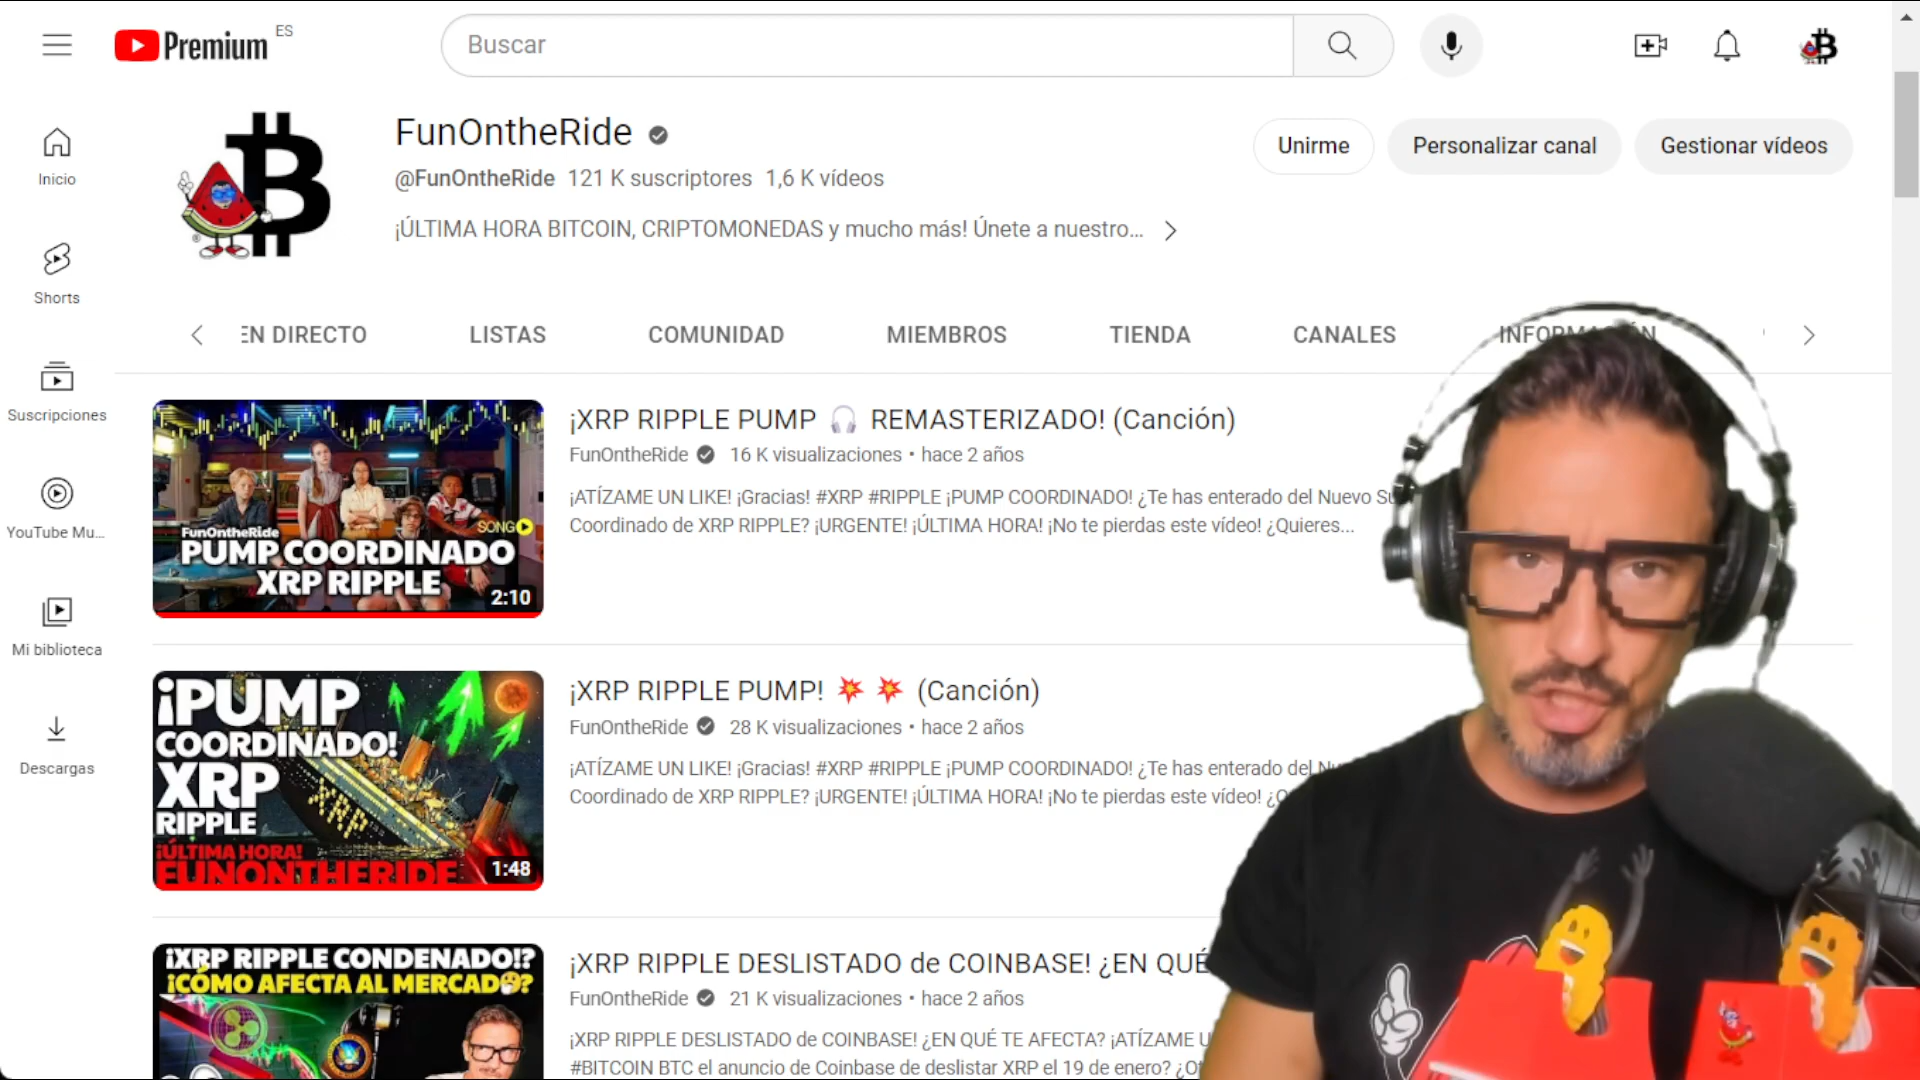 Premium ES
Buscar
Inicio
Shorts
Suscripciones
YouTube Mu...
Mi biblioteca
Descargas
FunOntheRide
@FunOntheRide 121 K suscriptores 1,6 K vídeos
¡ÚLTIMA HORA BITCOIN, CRIPTOMONEDAS y mucho más! Únete a nuestro...
Unirme
Personalizar canal
Gestionar vídeos
EN DIRECTO
LISTAS
COMUNIDAD
MIEMBROS
TIENDA
CANALES
INFORMACIÓN
FunOntheRide
SONG
PUMP COORDINADO
XRP RIPPLE
2:10
¡XRP RIPPLE PUMP 🎧 REMASTERIZADO! (Canción)
FunOntheRide 16 K visualizaciones • hace 2 años
¡ATÍZAME UN LIKE! ¡Gracias! #XRP #RIPPLE ¡PUMP COORDINADO! ¿Te has enterado del Nuevo Su
Coordinado de XRP RIPPLE? ¡URGENTE! ¡ÚLTIMA HORA! ¡No te pierdas este vídeo! ¿Quieres...
¡PUMP
COORDINADO!
XRP
RIPPLE
XRP
¡ÚLTIMA HORA!
FUNONTHERIDE
1:48
¡XRP RIPPLE PUMP! 💥 💥 (Canción)
FunOntheRide 28 K visualizaciones • hace 2 años
¡ATÍZAME UN LIKE! ¡Gracias! #XRP #RIPPLE ¡PUMP COORDINADO! ¿Te has enterado del
Coordinado de XRP RIPPLE? ¡URGENTE! ¡ÚLTIMA HORA! ¡No te pierdas este vídeo!
¡XRP RIPPLE CONDENADO!?
¡CÓMO AFECTA AL MERCADO?
¡XRP RIPPLE DESLISTADO de COINBASE! ¿EN QUÉ
FunOntheRide 21 K visualizaciones • hace 2 años
¡XRP RIPPLE DESLISTADO de COINBASE! ¿EN QUÉ TE AFECTA? ¡ATÍZAME U
#BITCOIN BTC el anuncio de Coinbase de deslistar XRP el 19 de enero?